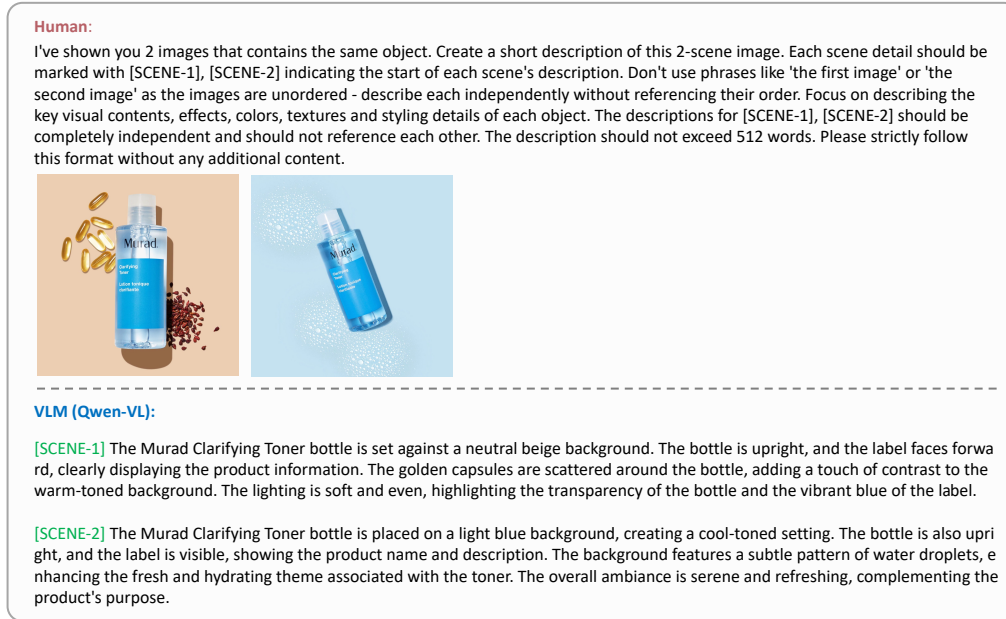 Human:
I've shown you 2 images that contains the same object. Create a short description of this 2-scene image. Each scene detail should be
marked with [SCENE-1], [SCENE-2] indicating the start of each scene's description. Don't use phrases like 'the first image' or 'the
second image' as the images are unordered - describe each independently without referencing their order. Focus on describing the
key visual contents, effects, colors, textures and styling details of each object. The descriptions for [SCENE-1], [SCENE-2] should be
completely independent and should not reference each other. The description should not exceed 512 words. Please strictly follow
this format without any additional content.
Murad.
Clarifying
Toner
Lotion tonique
clarifiante
Murad.
Clarifying
Toner
Lotion tonique
clarifiante
VLM (Qwen-VL):
[SCENE-1] The Murad Clarifying Toner bottle is set against a neutral beige background. The bottle is upright, and the label faces forwa
rd, clearly displaying the product information. The golden capsules are scattered around the bottle, adding a touch of contrast to the
warm-toned background. The lighting is soft and even, highlighting the transparency of the bottle and the vibrant blue of the label.
[SCENE-2] The Murad Clarifying Toner bottle is placed on a light blue background, creating a cool-toned setting. The bottle is also upri
ght, and the label is visible, showing the product name and description. The background features a subtle pattern of water droplets, e
nhancing the fresh and hydrating theme associated with the toner. The overall ambiance is serene and refreshing, complementing the
product's purpose.